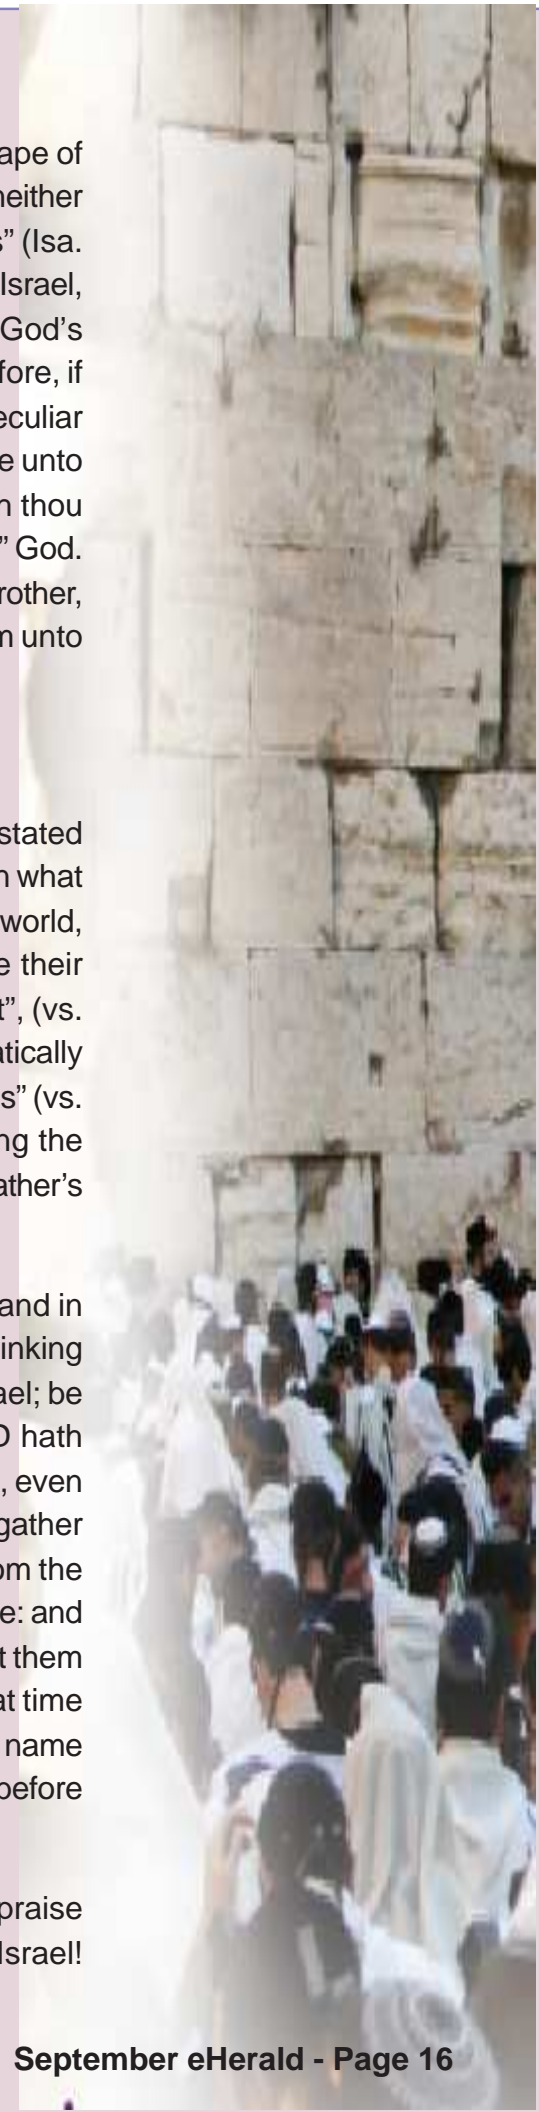 ape of
neither
s” (Isa.
Israel,
God's
fore, if
eculiar
e unto
n thou
” God.
rother,
m unto
stated
n what
world,
e their
t”, (vs.
atically
s” (vs.
ng the
ather's
and in
inking
ael; be
D hath
, even
gather
om the
e: and
t them
at time
name
before
praise
Israel!
September eHerald - Page 16